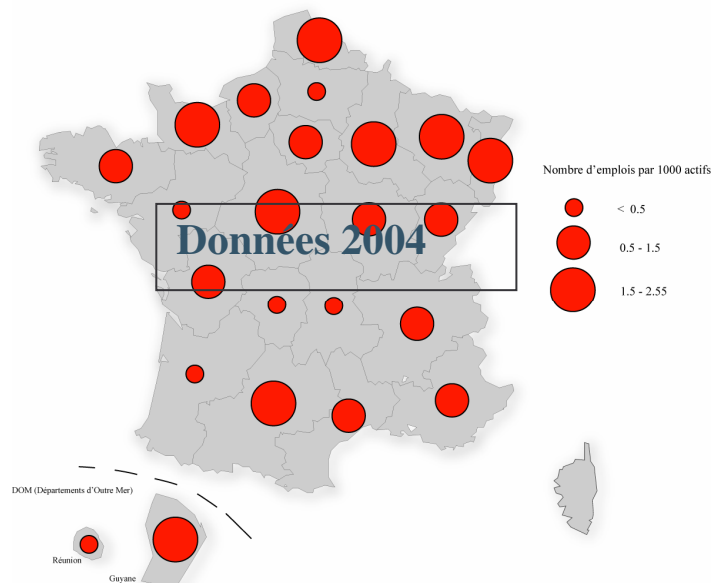 Nombre d'emplois par 1000 actifs
< 0.5
Données 2004
0.5 - 1.5
1.5 - 2.55
DOM (Départements d'Outre Mer)
Réunion
Guyane